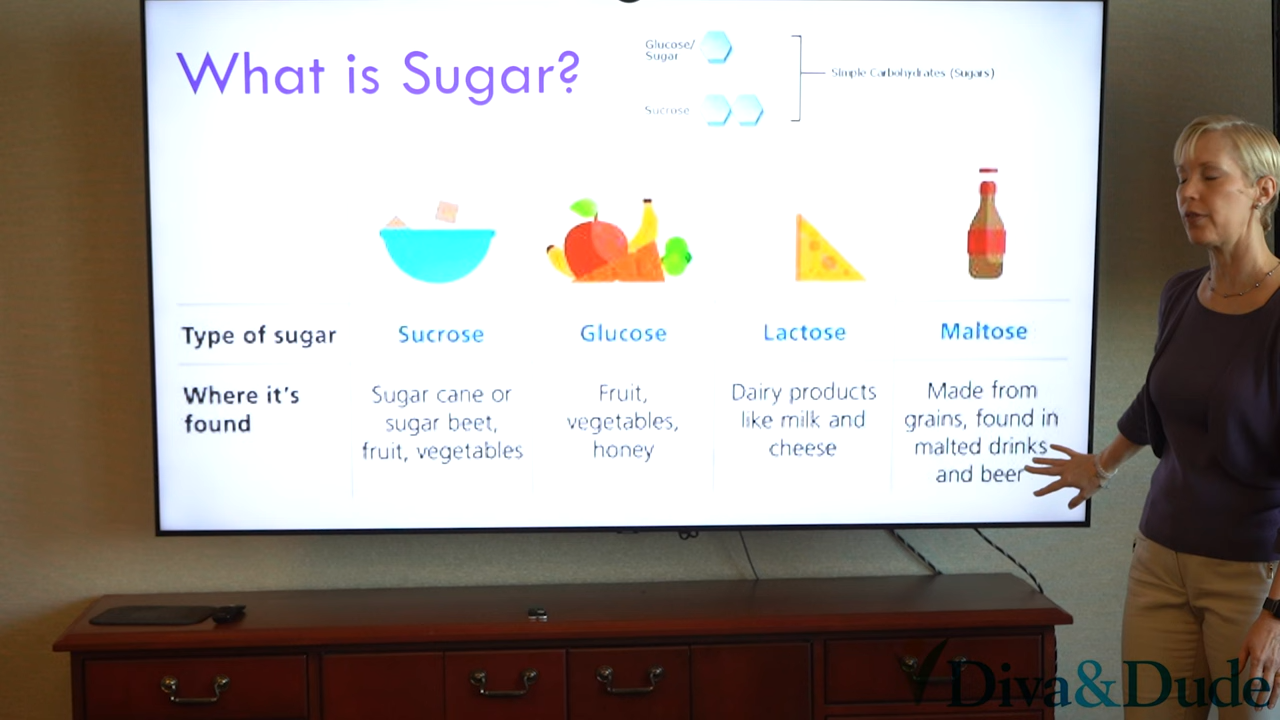 What is Sugar?
Glucose/
Sugar
Simple Carbohydrates (Sugars)
Sucrose
Type of sugar
Sucrose
Glucose
Lactose
Maltose
Where it's
found
Sugar cane or
sugar beet,
fruit, vegetables
Fruit,
vegetables,
honey
Dairy products
like milk and
cheese
Made from
grains, found in
malted drinks
and beer
Diva&Dude